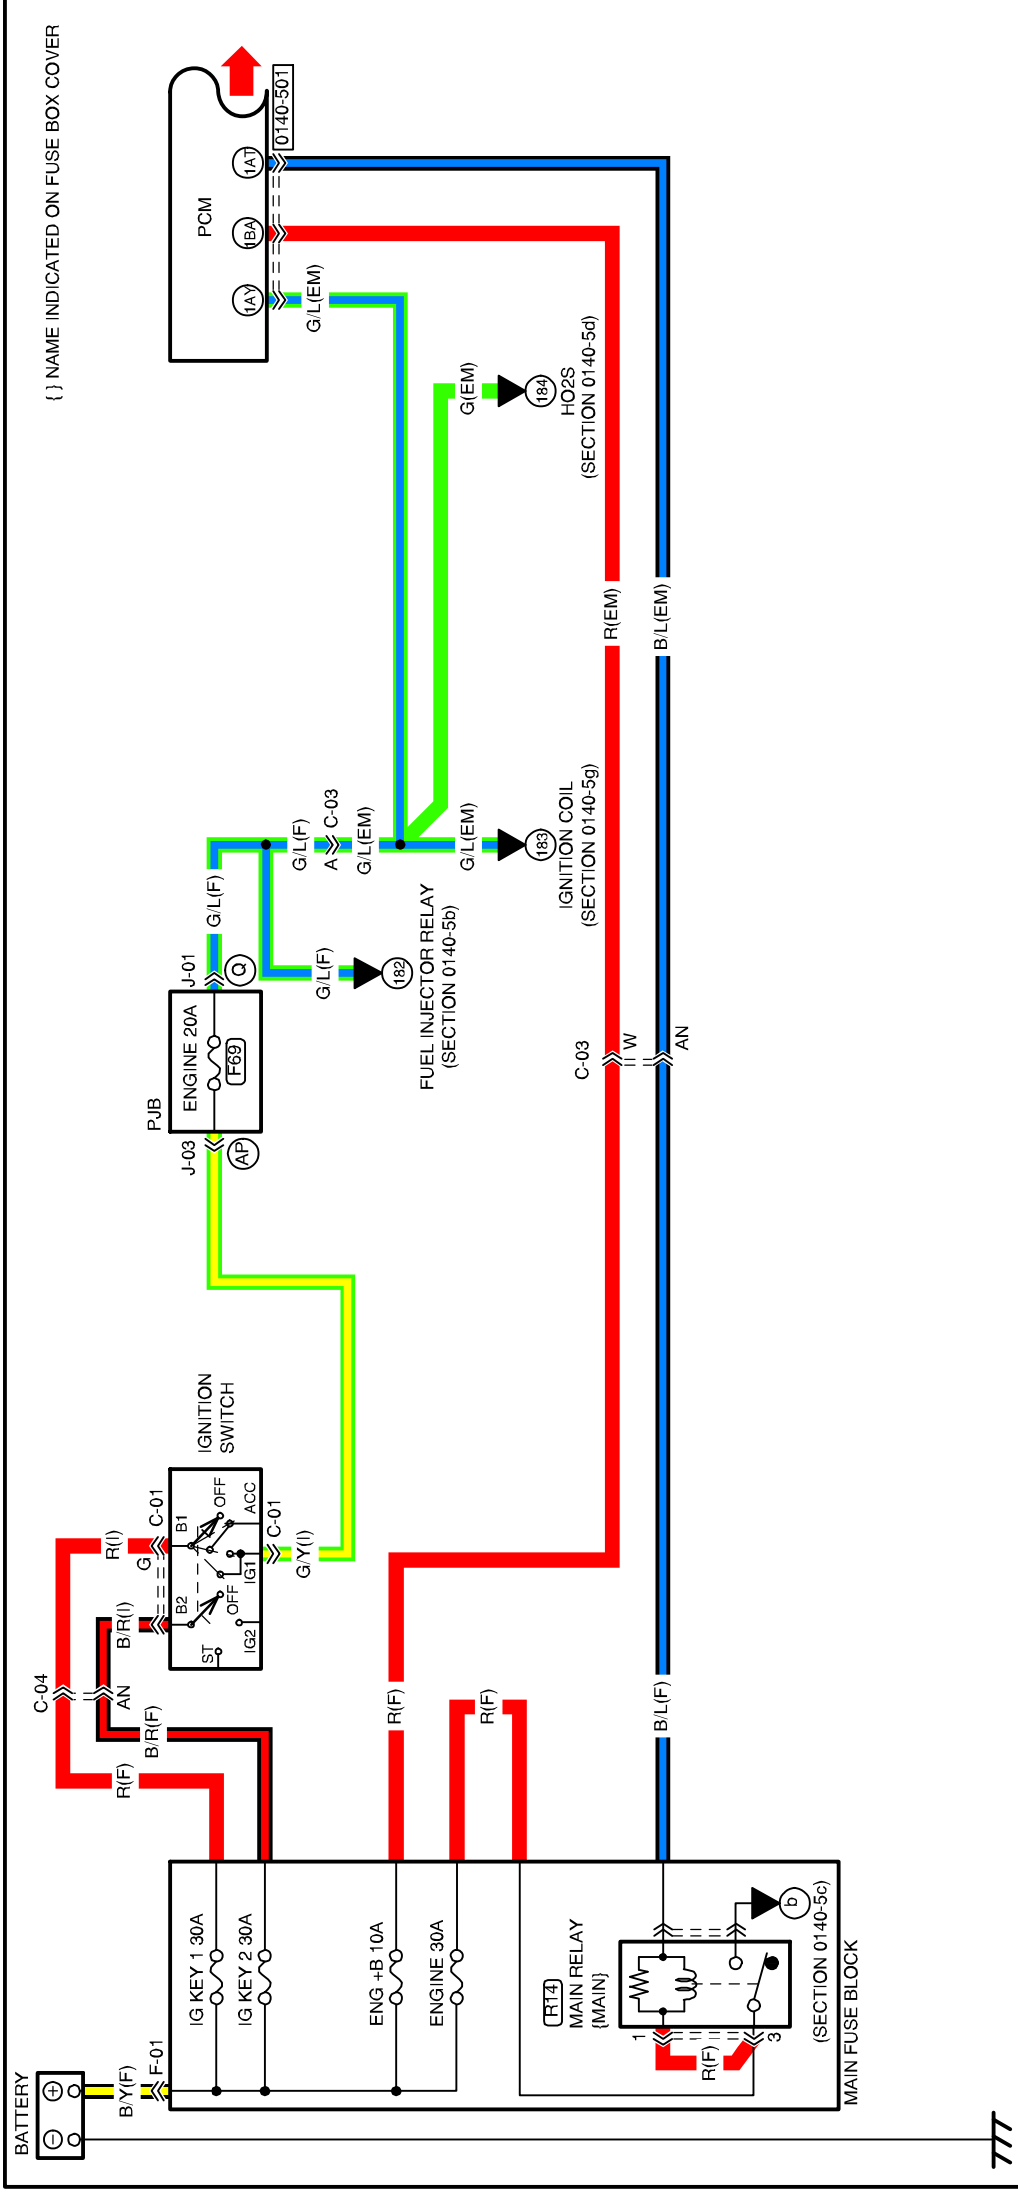 { } NAME INDICATED ON FUSE BOX COVER
BATTERY
−
+
B/Y(F)
F-01
IG KEY 1 30A
IG KEY 2 30A
ENG +B 10A
ENGINE 30A
R14
MAIN RELAY
{MAIN}
1
3
R(F)
b
(SECTION 0140-5c)
MAIN FUSE BLOCK
R(F)
B/R(F)
C-04
AN
R(F)
R(F)
B/L(F)
B/R(I)
R(I)
G
C-01
B2
B1
OFF
OFF
ACC
ST
IG2
IG1
IGNITION
SWITCH
C-01
G/Y(I)
PJB
J-03
AP
ENGINE 20A
F69
J-01
Q
G/L(F)
G/L(F)
182
FUEL INJECTOR RELAY
(SECTION 0140-5b)
G/L(F)
A
C-03
G/L(EM)
G/L(EM)
183
IGNITION COIL
(SECTION 0140-5g)
C-03
W
AN
R(EM)
B/L(EM)
G(EM)
184
HO2S
(SECTION 0140-5d)
G/L(EM)
PCM
1AY
1BA
1AT
0140-501